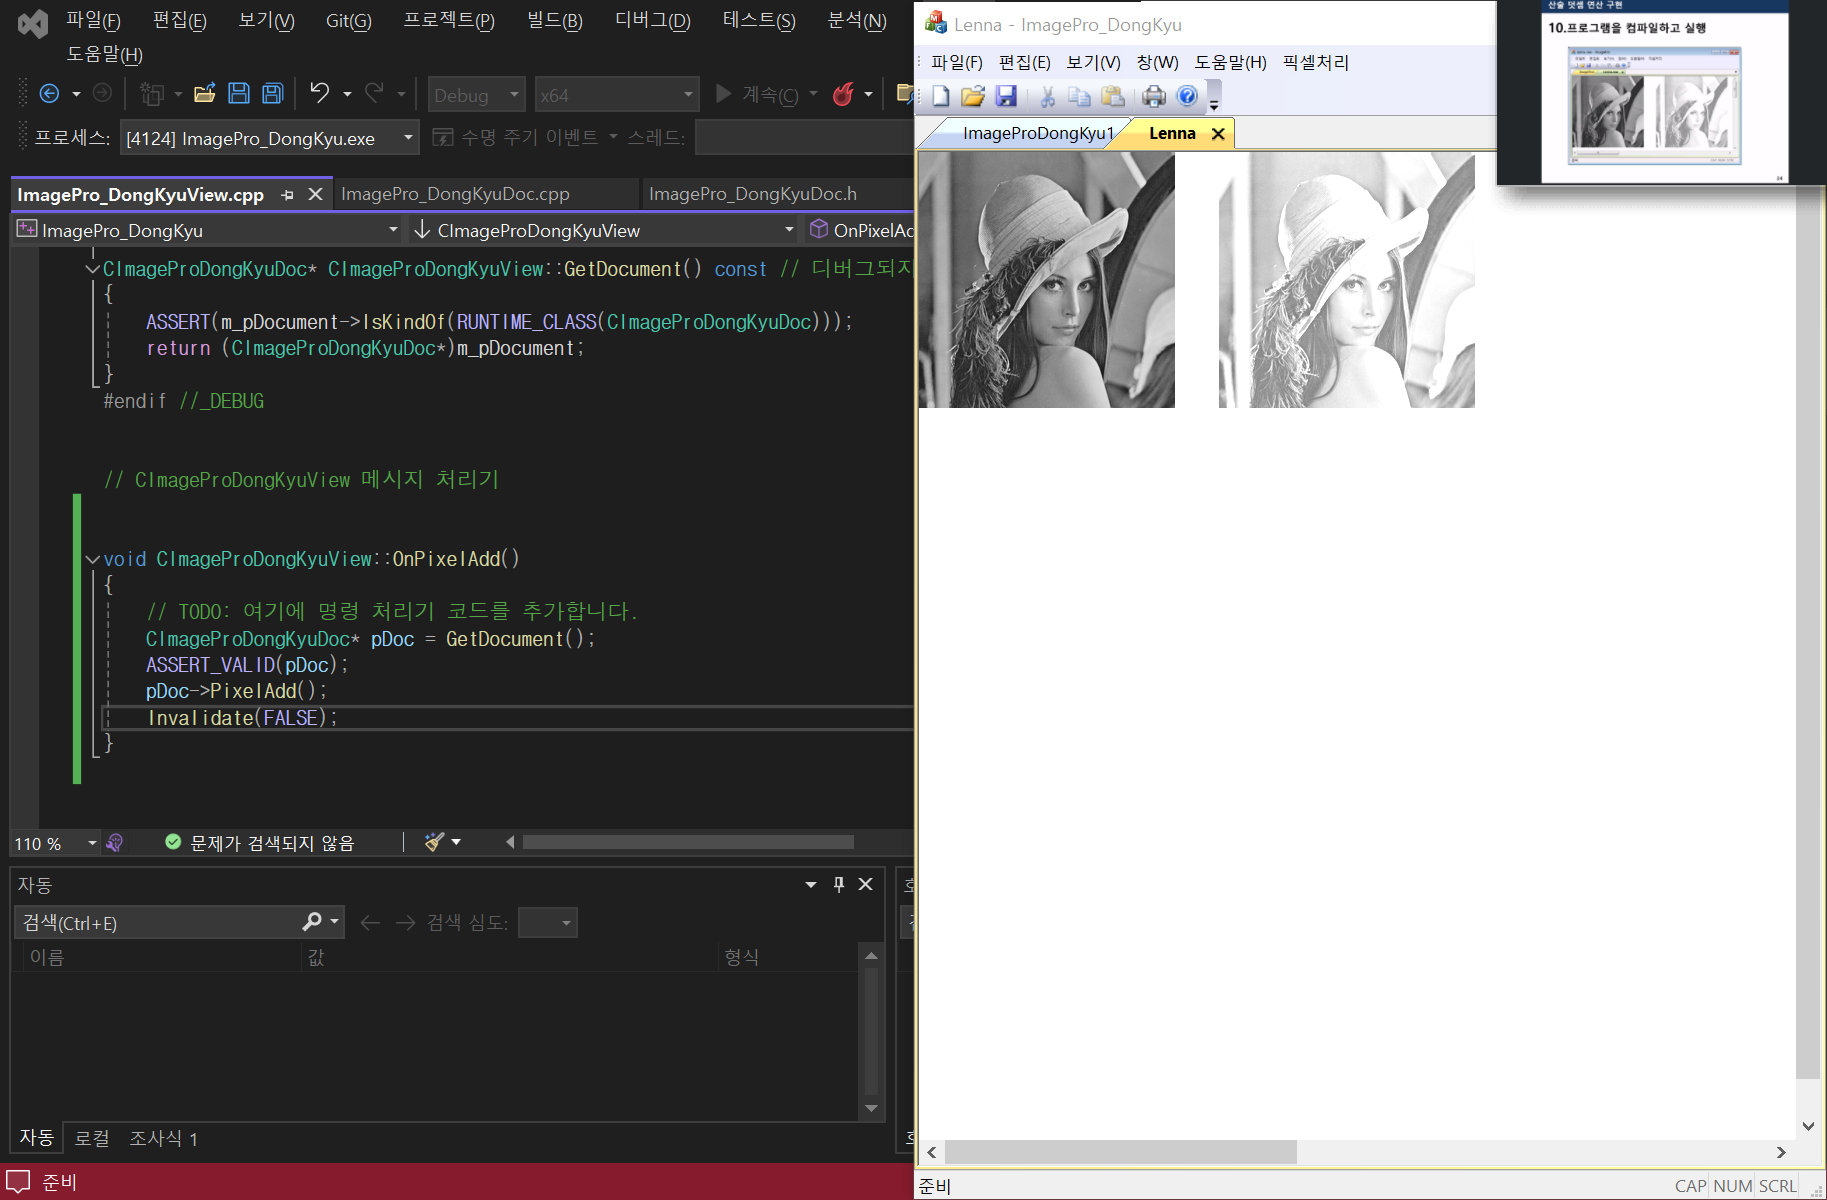 파일(F) 편집(E) 보기(V) Git(G) 프로젝트(P) 빌드(B) 디버그(D) 테스트(S) 분석(N)
도움말(H)
Debug x64 계속(C)
프로세스: [4124] ImagePro_DongKyu.exe 수명 주기 이벤트 스레드:
ImagePro_DongKyuView.cpp ImagePro_DongKyuDoc.cpp ImagePro_DongKyuDoc.h
ImagePro_DongKyu CImageProDongKyuView OnPixelAc
CImageProDongKyuDoc* CImageProDongKyuView::GetDocument() const // 디버그되지
{
ASSERT(m_pDocument->IsKindOf(RUNTIME_CLASS(CImageProDongKyuDoc)));
return (CImageProDongKyuDoc*)m_pDocument;
}
#endif //_DEBUG
// CImageProDongKyuView 메시지 처리기
void CImageProDongKyuView::OnPixelAdd()
{
// TODO: 여기에 명령 처리기 코드를 추가합니다.
CImageProDongKyuDoc* pDoc = GetDocument();
ASSERT_VALID(pDoc);
pDoc->PixelAdd();
Invalidate(FALSE);
}
110 % 문제가 검색되지 않음
자동
검색(Ctrl+E) 검색 심도:
이름 값 형식
자동 로컬 조사식 1
준비
Lenna - ImagePro_DongKyu
파일(F) 편집(E) 보기(V) 창(W) 도움말(H) 픽셀처리
ImageProDongKyu1 Lenna
준비 CAP NUM SCRL
산술 덧셈 연산 구현
10.프로그램을 컴파일하고 실행